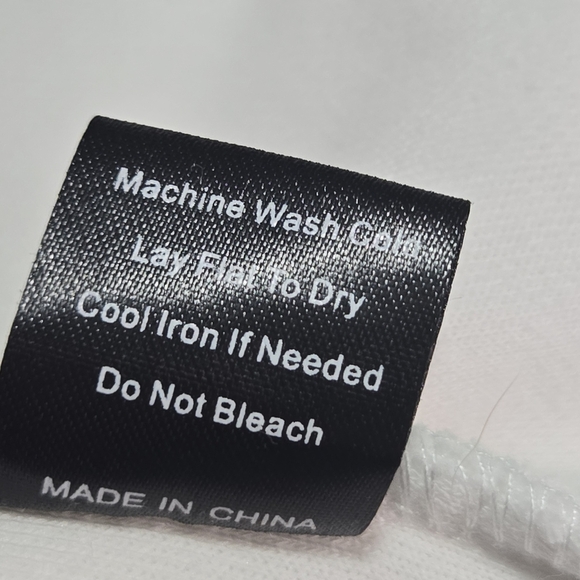 Machine Wash Cold
Lay Flat To Dry
Cool Iron If Needed
Do Not Bleach
MADE IN CHINA